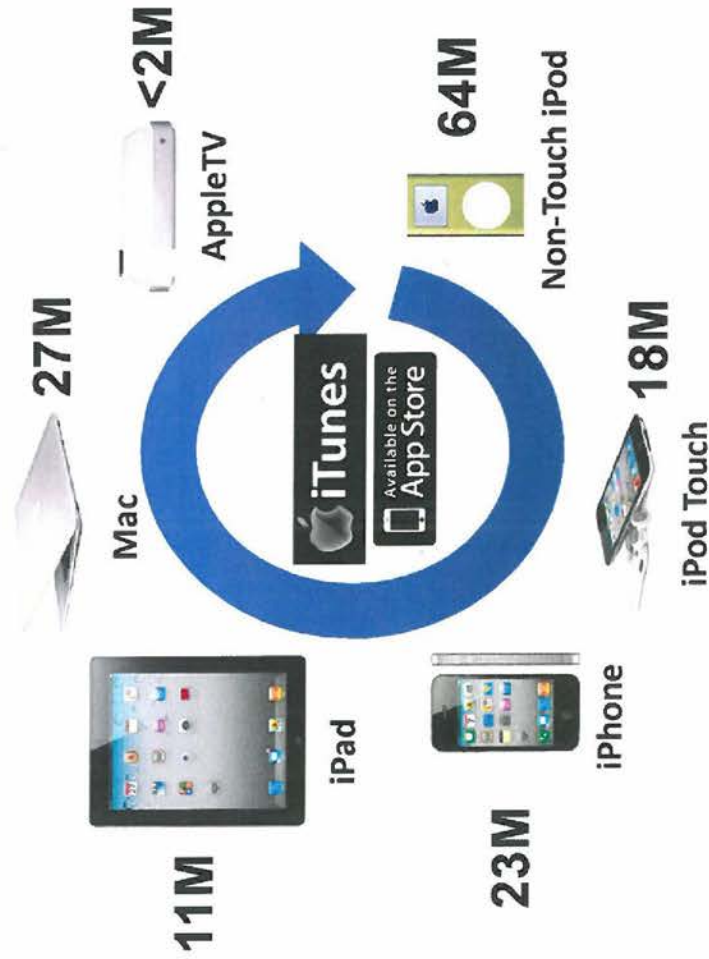 27M
Mac
<2M
AppleTV
11M
iPad
iTunes
Available on the
App Store
64M
Non-Touch iPod
23M
iPhone
18M
iPod Touch